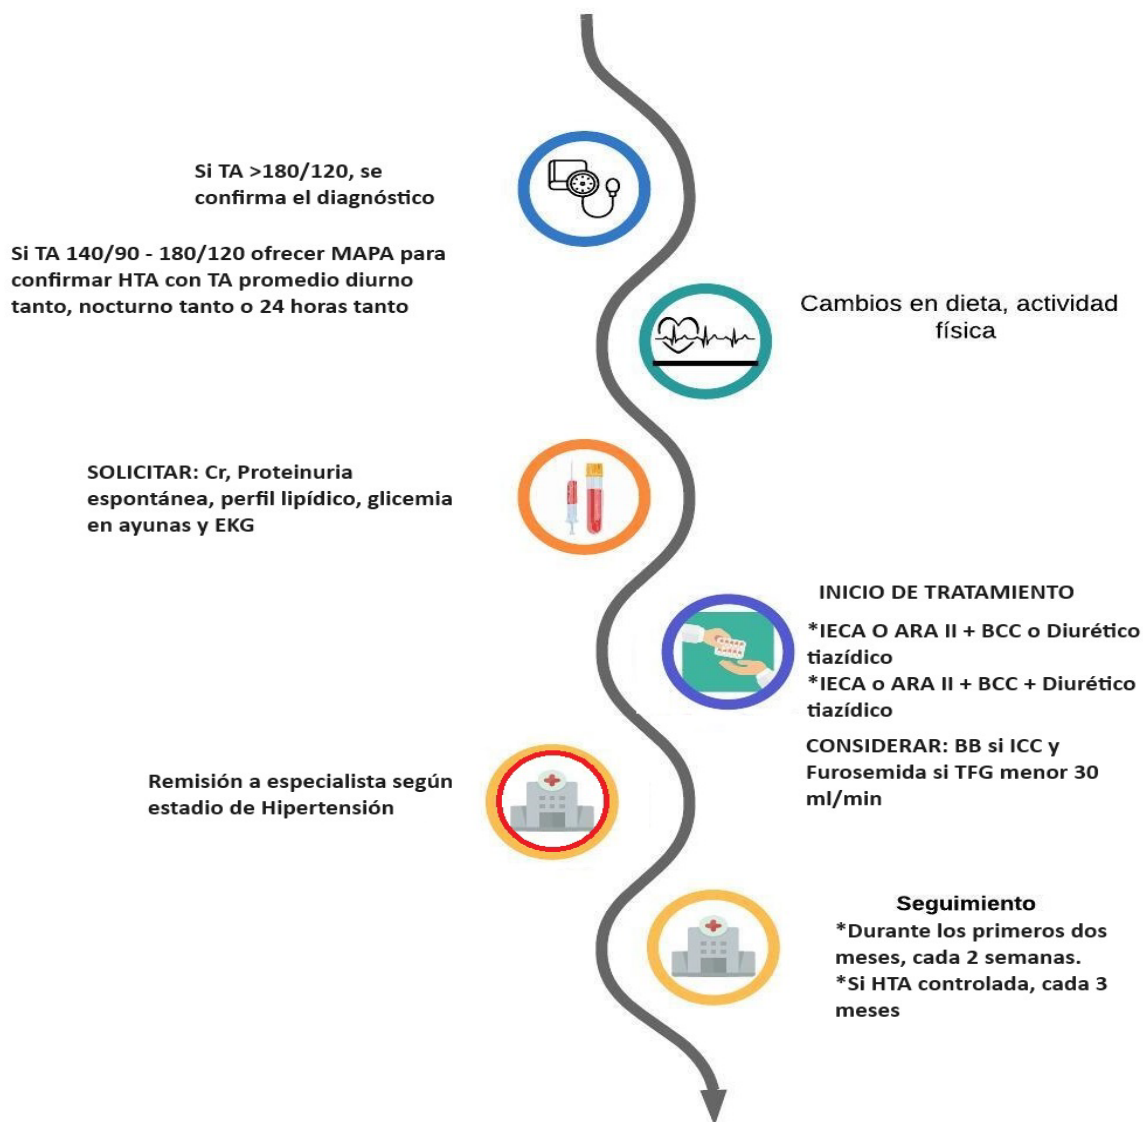 Si TA >180/120, se
confirma el diagnóstico
Si TA 140/90 - 180/120 ofrecer MAPA para
confirmar HTA con TA promedio diurno
tanto, nocturno tanto o 24 horas tanto
Cambios en dieta, actividad
física
SOLICITAR: Cr, Proteinuria
espontánea, perfil lipídico, glicemia
en ayunas y EKG
INICIO DE TRATAMIENTO
*IECA O ARA II + BCC o Diurético
tiazídico
*IECA o ARA II + BCC + Diurético
tiazídico
CONSIDERAR: BB si ICC y
Furosemida si TFG menor 30
ml/min
Remisión a especialista según
estadio de Hipertensión
Seguimiento
*Durante los primeros dos
meses, cada 2 semanas.
*Si HTA controlada, cada 3
meses